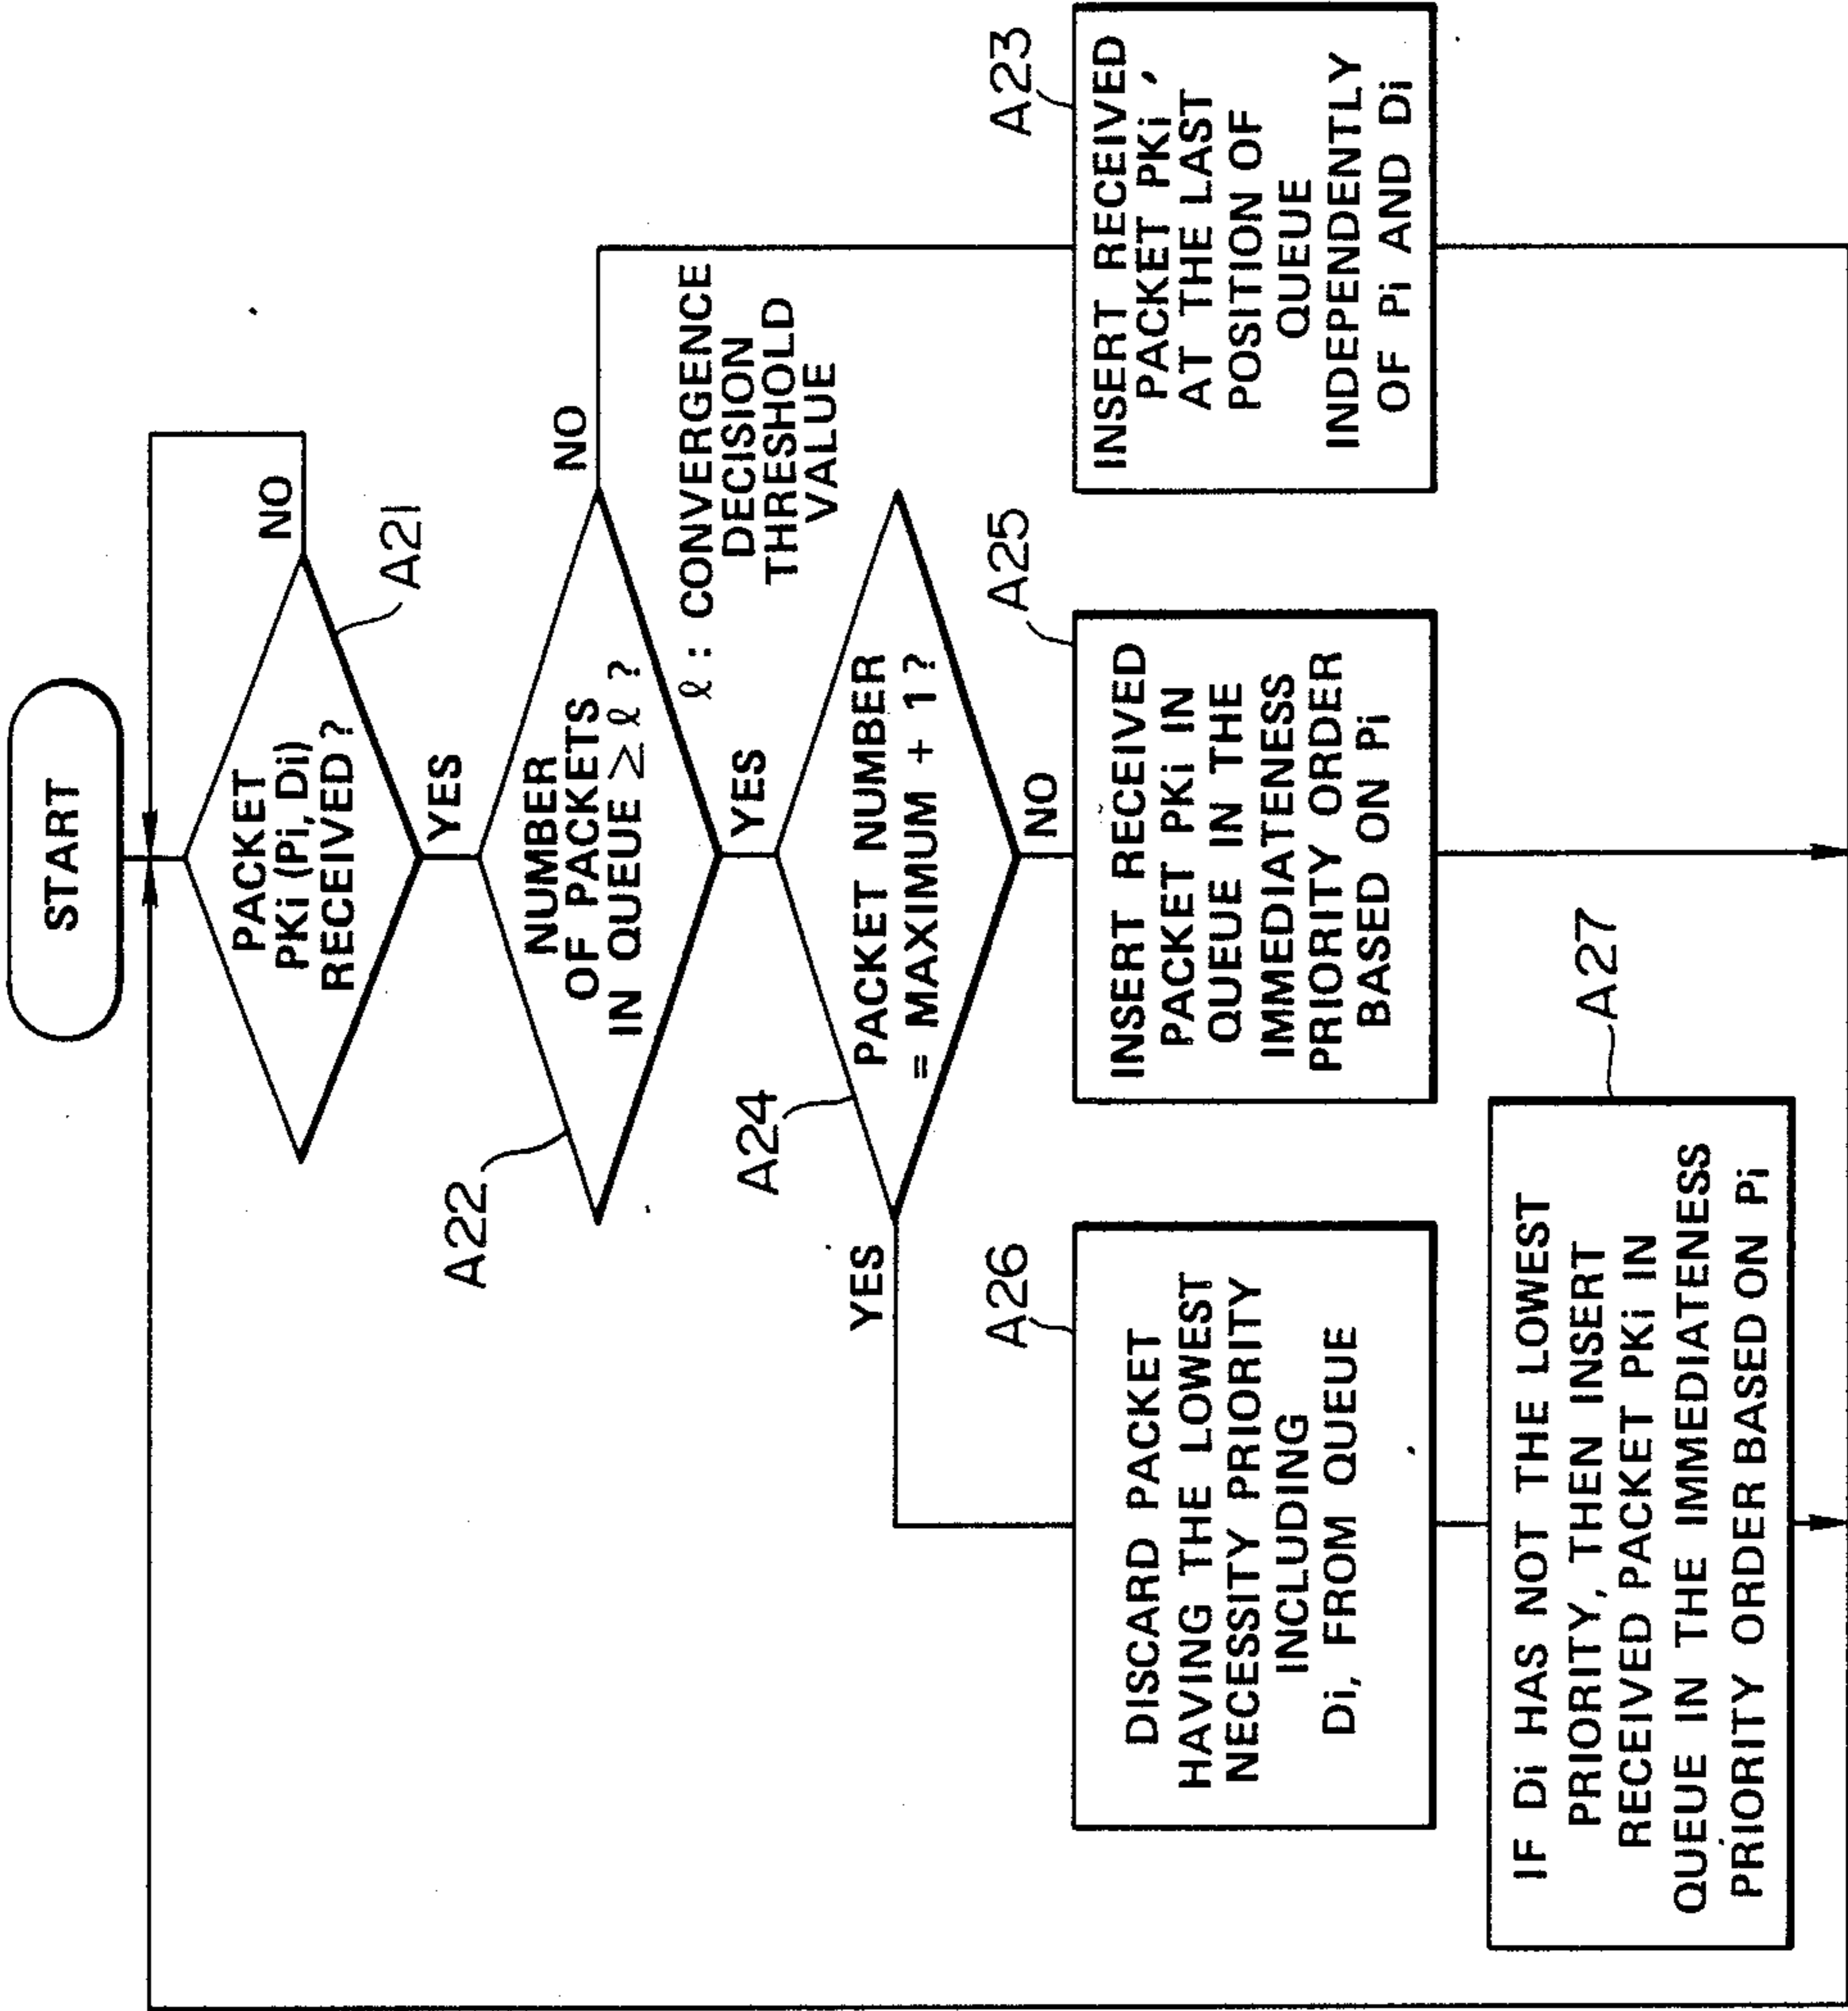 START
PACKET
PKi (Pi, Di)
RECEIVED?
NO
A21
YES
NUMBER
OF PACKETS
IN QUEUE ≥ ℓ ?
NO
A22
ℓ : CONVERGENCE
DECISION
THRESHOLD
VALUE
YES
PACKET NUMBER
= MAXIMUM + 1?
A24
YES
NO
A26
DISCARD PACKET
HAVING THE LOWEST
NECESSITY PRIORITY
INCLUDING
Di, FROM QUEUE
A25
INSERT RECEIVED
PACKET PKi IN
QUEUE IN THE
IMMEDIATENESS
PRIORITY ORDER
BASED ON Pi
A23
INSERT RECEIVED
PACKET PKi,
AT THE LAST
POSITION OF
QUEUE
INDEPENDENTLY
OF Pi AND Di
A27
IF Di HAS NOT THE LOWEST
PRIORITY, THEN INSERT
RECEIVED PACKET PKi IN
QUEUE IN THE IMMEDIATENESS
PRIORITY ORDER BASED ON Pi